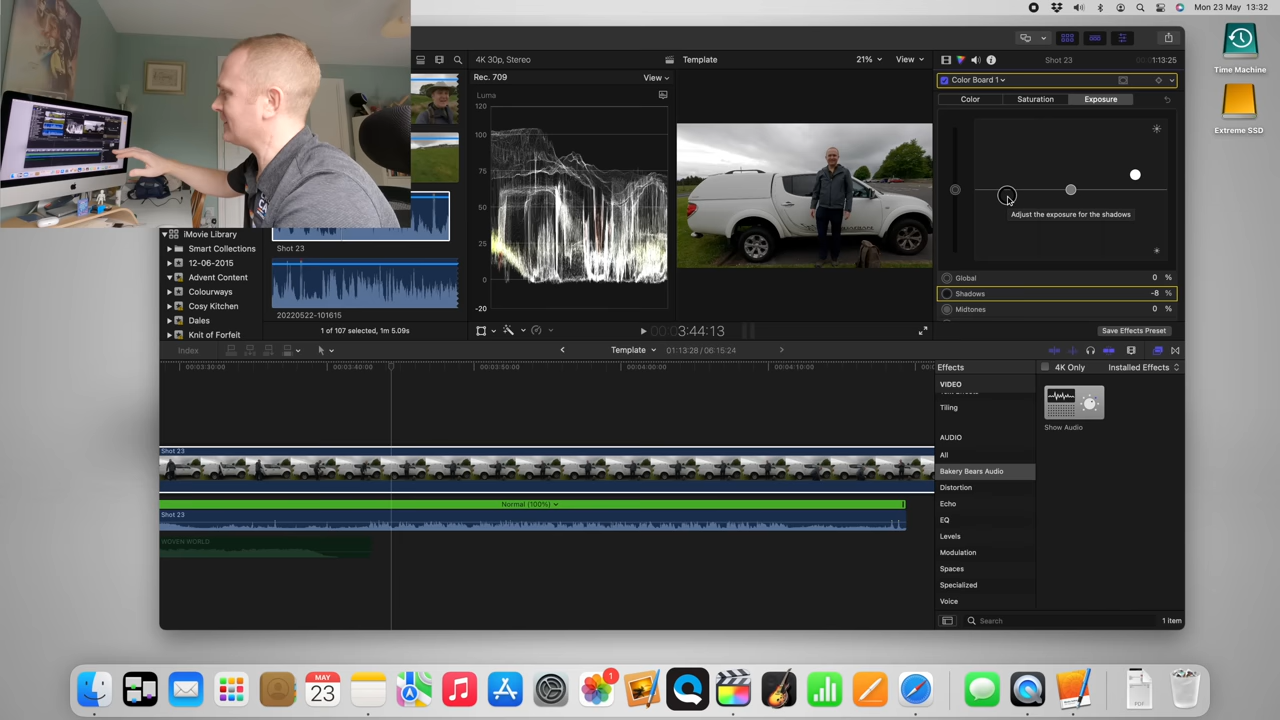 Mon 23 May 13:32
4K 30p, Stereo
Template
21%
View
Shot 23
1:13:25
Rec. 709
View
Color Board 1
Luma
120
100
75
50
25
0
-20
Color
Saturation
Exposure
Adjust the exposure for the shadows
Global
0 %
Shadows
-8 %
Midtones
0 %
Save Effects Preset
Time Machine
Extreme SSD
iMovie Library
Smart Collections
12-06-2015
Advent Content
Colourways
Cosy Kitchen
Dales
Knit of Forfeit
Shot 23
20220522-101615
1 of 107 selected, 1m 5.09s
3:44:13
Index
Template
01:13:28 / 06:15:24
00:03:30:00
00:03:40:00
00:03:50:00
00:04:00:00
00:04:10:00
Shot 23
Normal (100%)
Shot 23
WOVEN WORLD
Effects
4K Only
Installed Effects
VIDEO
Tiling
AUDIO
All
Bakery Bears Audio
Distortion
Echo
EQ
Levels
Modulation
Spaces
Specialized
Voice
Show Audio
Search
1 item
MAY
23
1
PDF